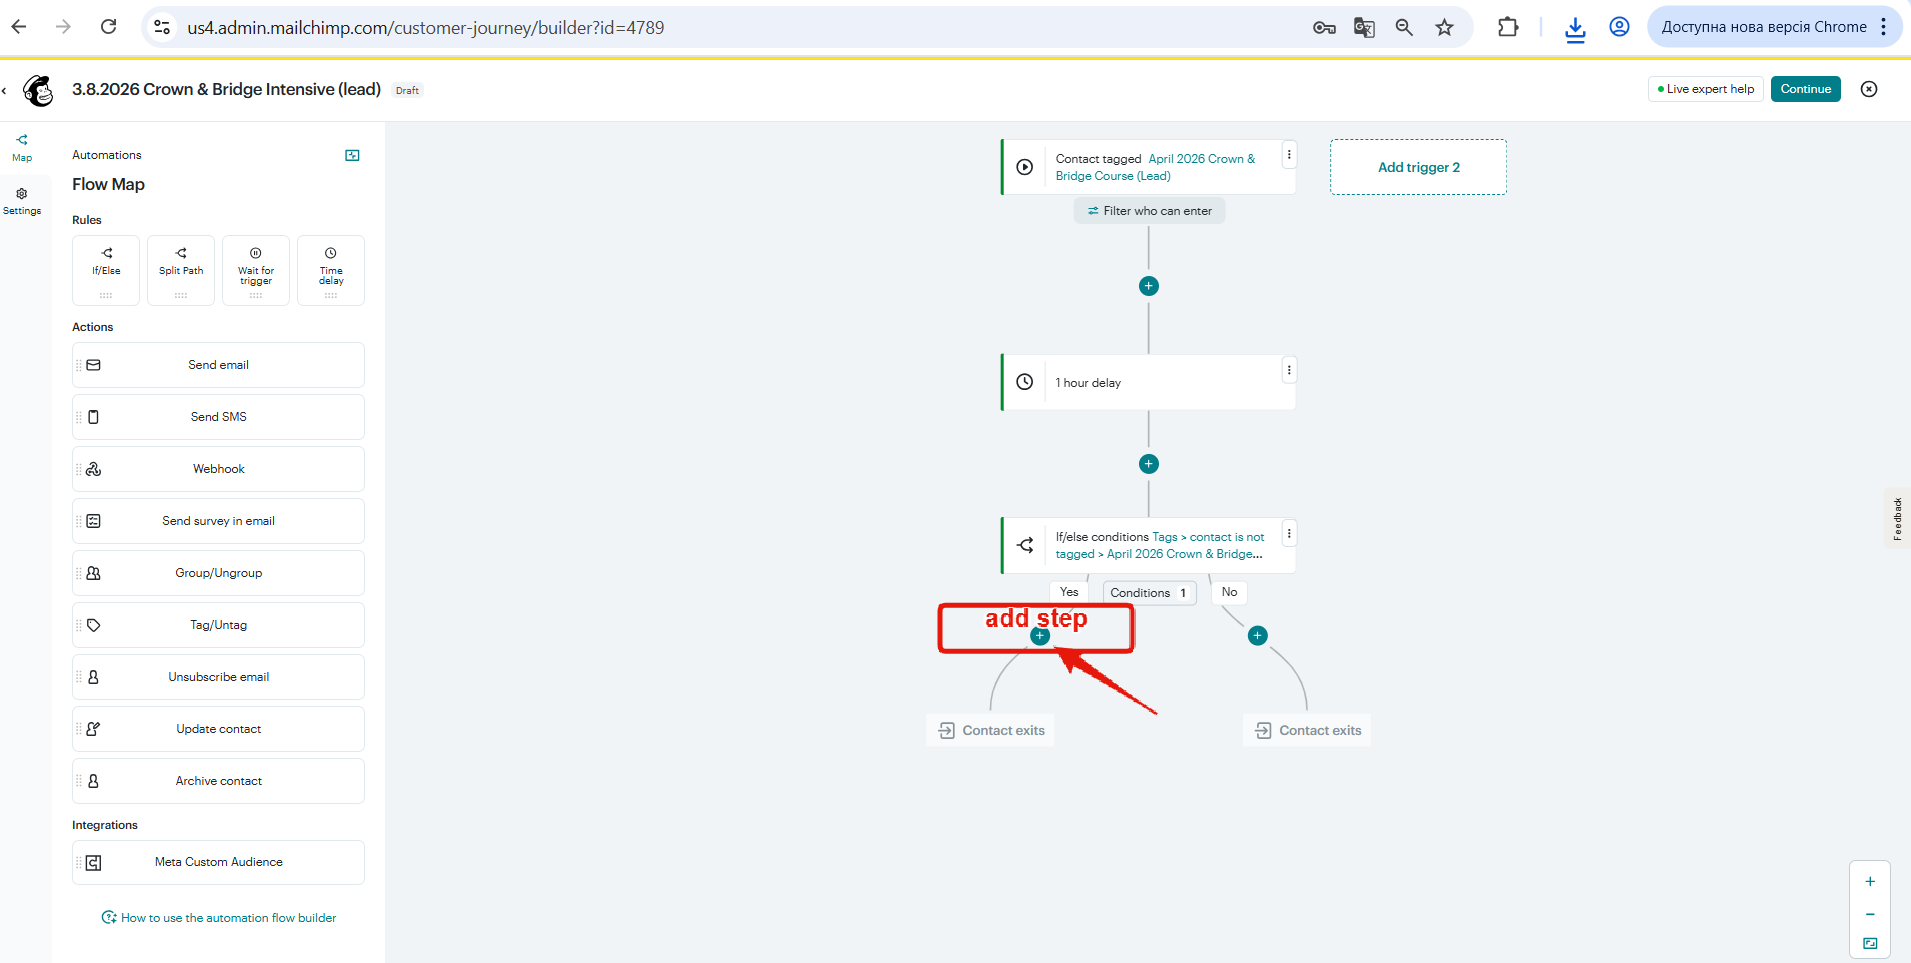 us4.admin.mailchimp.com/customer-journey/builder?id=4789
Доступна нова версія Chrome
3.8.2026 Crown & Bridge Intensive (lead)
Draft
Live expert help
Continue
Map
Settings
Automations
Flow Map
Rules
If/Else
Split Path
Wait for
trigger
Time
delay
Actions
Send email
Send SMS
Webhook
Send survey in email
Group/Ungroup
Tag/Untag
Unsubscribe email
Update contact
Archive contact
Integrations
Meta Custom Audience
How to use the automation flow builder
Contact tagged April 2026 Crown &
Bridge Course (Lead)
Add trigger 2
Filter who can enter
1 hour delay
If/else conditions Tags > contact is not
tagged > April 2026 Crown & Bridge...
Yes
Conditions 1
No
add step
Contact exits
Contact exits
Feedback